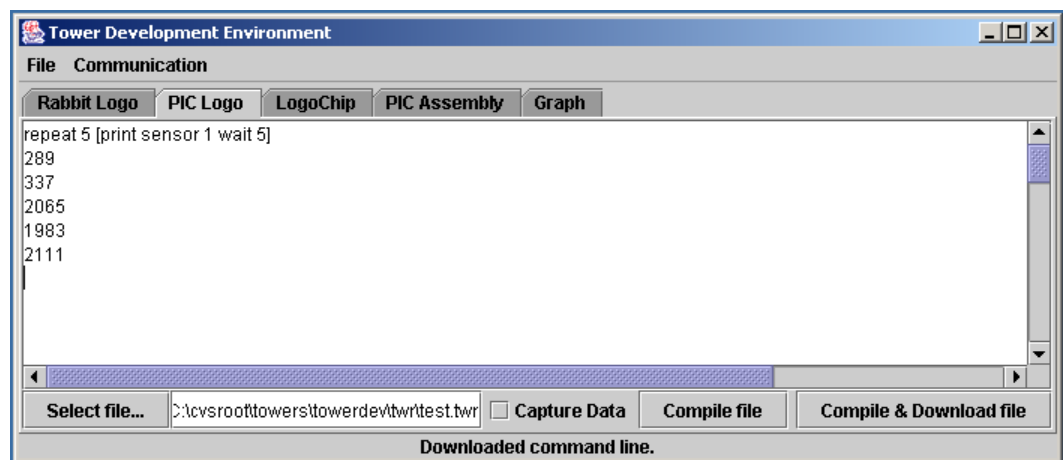 Tower Development Environment
File Communication
Rabbit Logo PIC Logo LogoChip PIC Assembly Graph
repeat 5 [print sensor 1 wait 5]
289
337
2065
1983
2111
Select file... :\cvsroot\towers\towerdev\twr\test.twr Capture Data Compile file Compile & Download file
Downloaded command line.